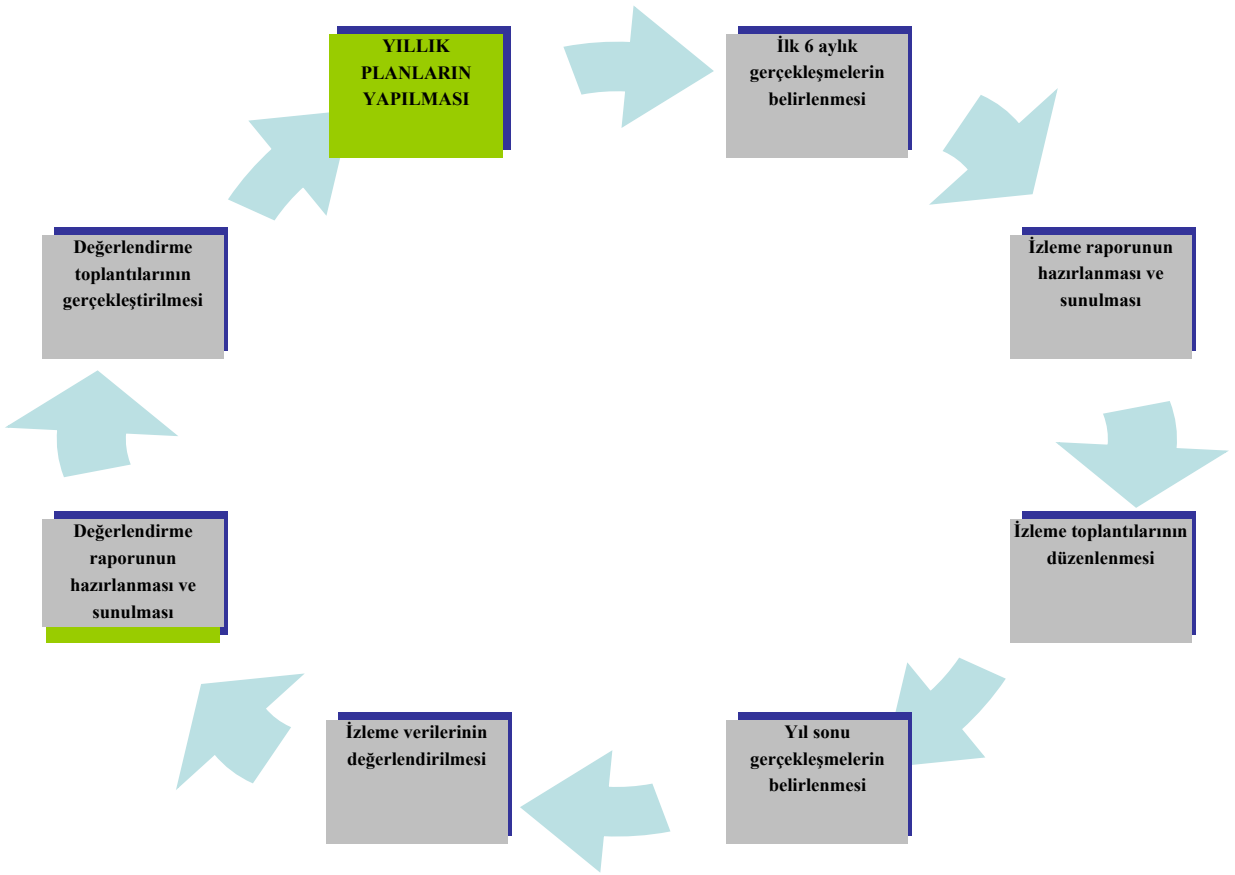 YILLIK
PLANLARIN
YAPILMASI
İlk 6 aylık
gerçekleşmelerin
belirlenmesi
İzleme raporunun
hazırlanması ve
sunulması
İzleme toplantılarının
düzenlenmesi
Yıl sonu
gerçekleşmelerin
belirlenmesi
İzleme verilerinin
değerlendirilmesi
Değerlendirme
raporunun
hazırlanması ve
sunulması
Değerlendirme
toplantılarının
gerçekleştirilmesi